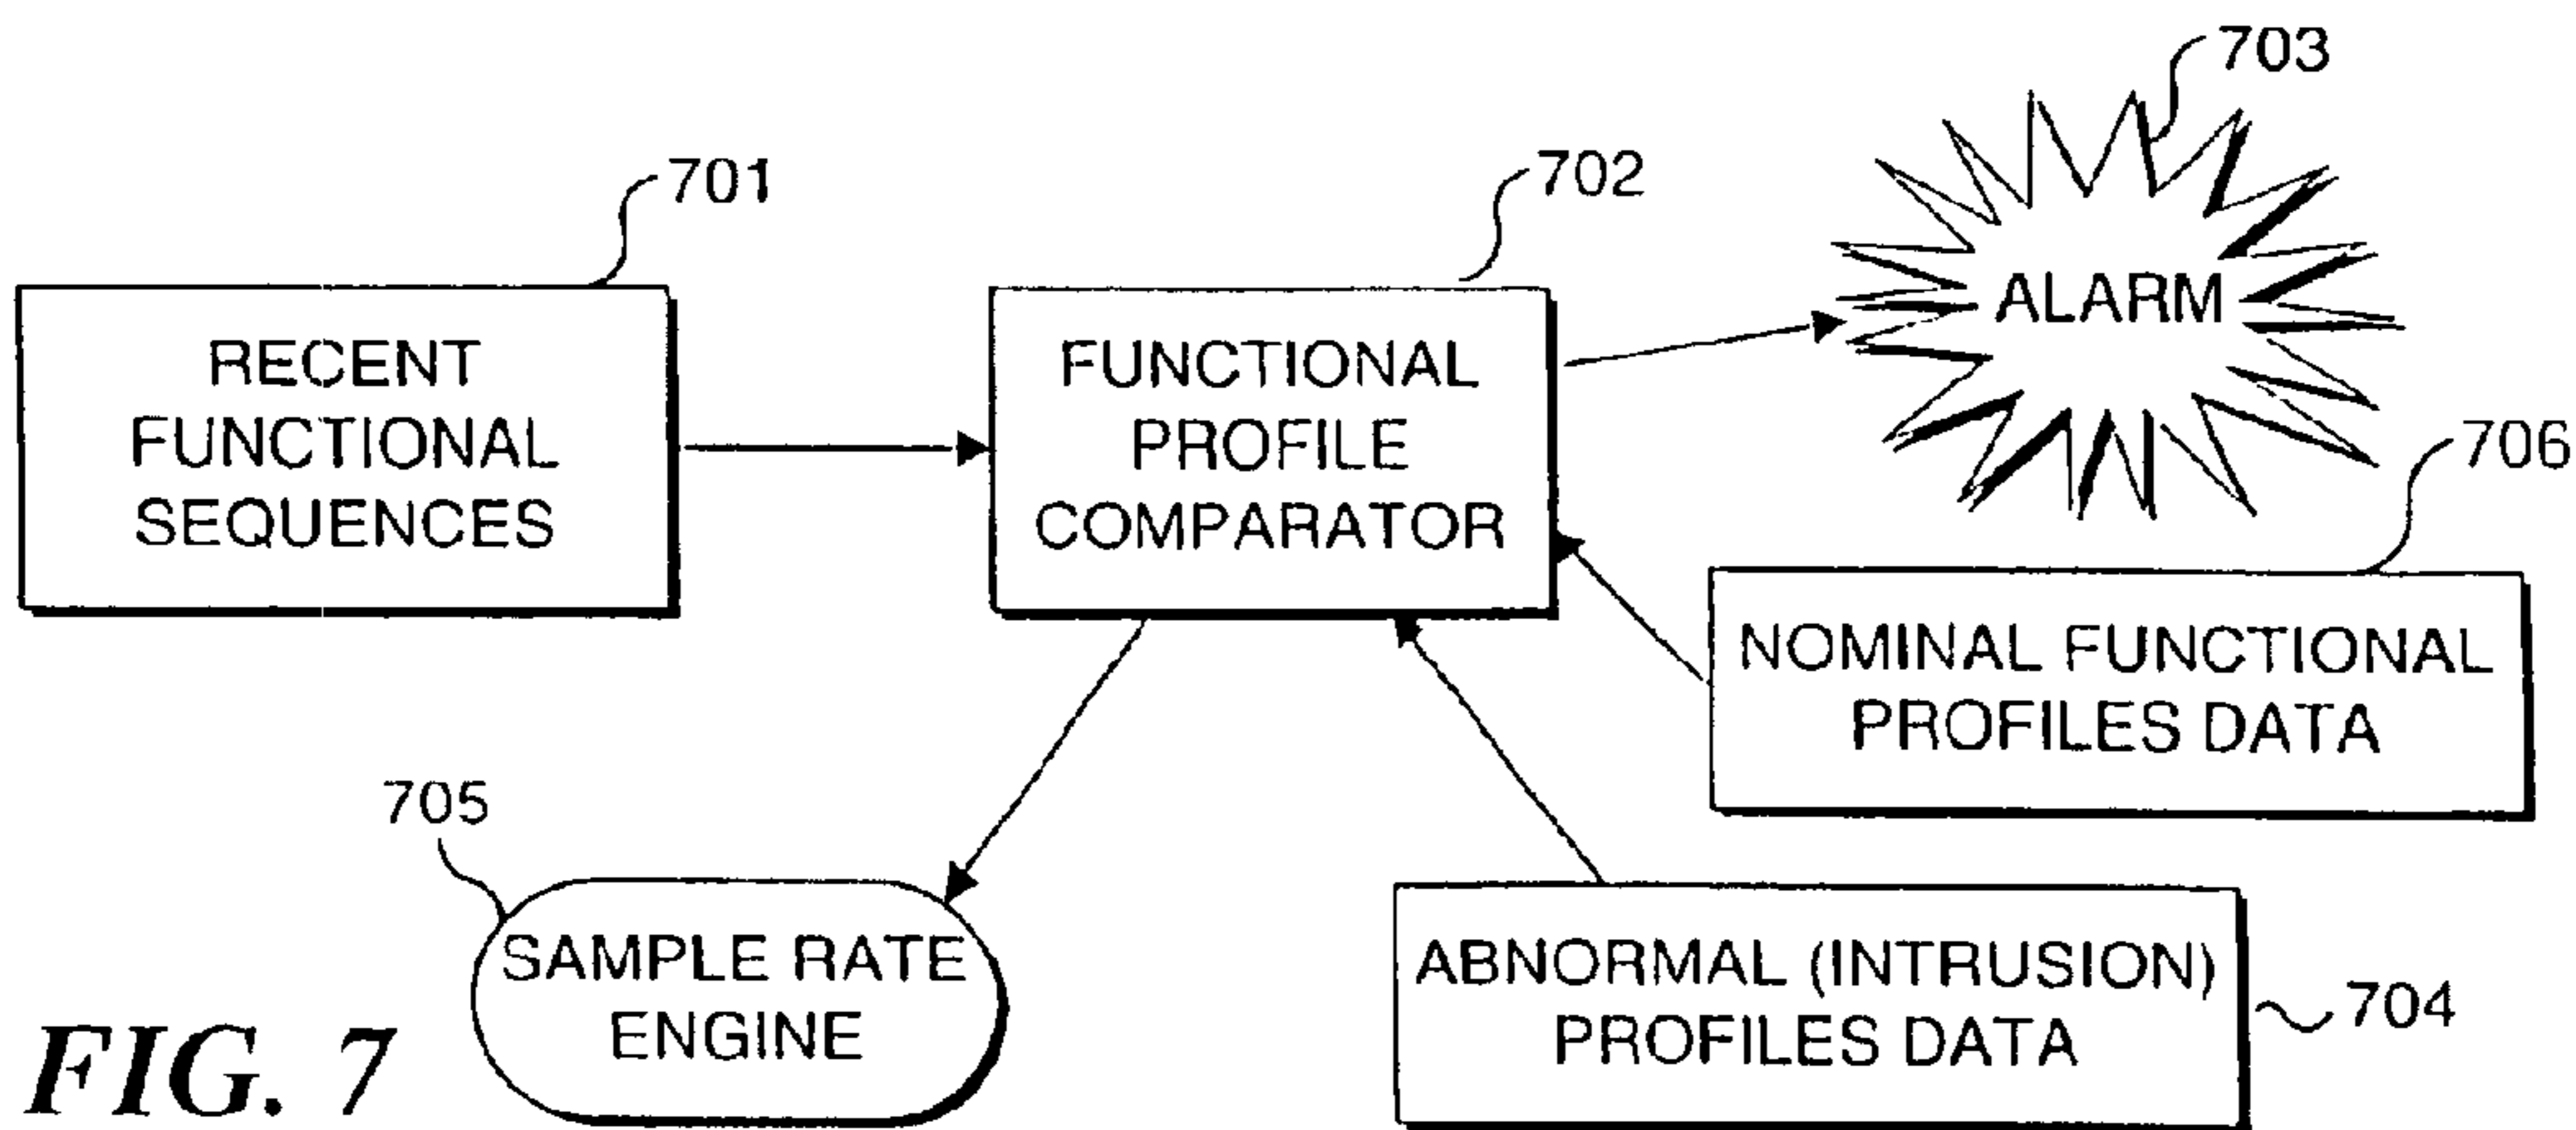 703
701
702
RECENT
FUNCTIONAL
SEQUENCES
FUNCTIONAL
PROFILE
COMPARATOR
ALARM
706
NOMINAL FUNCTIONAL
PROFILES DATA
705
SAMPLE RATE
ENGINE
ABNORMAL (INTRUSION)
PROFILES DATA
704
FIG. 7